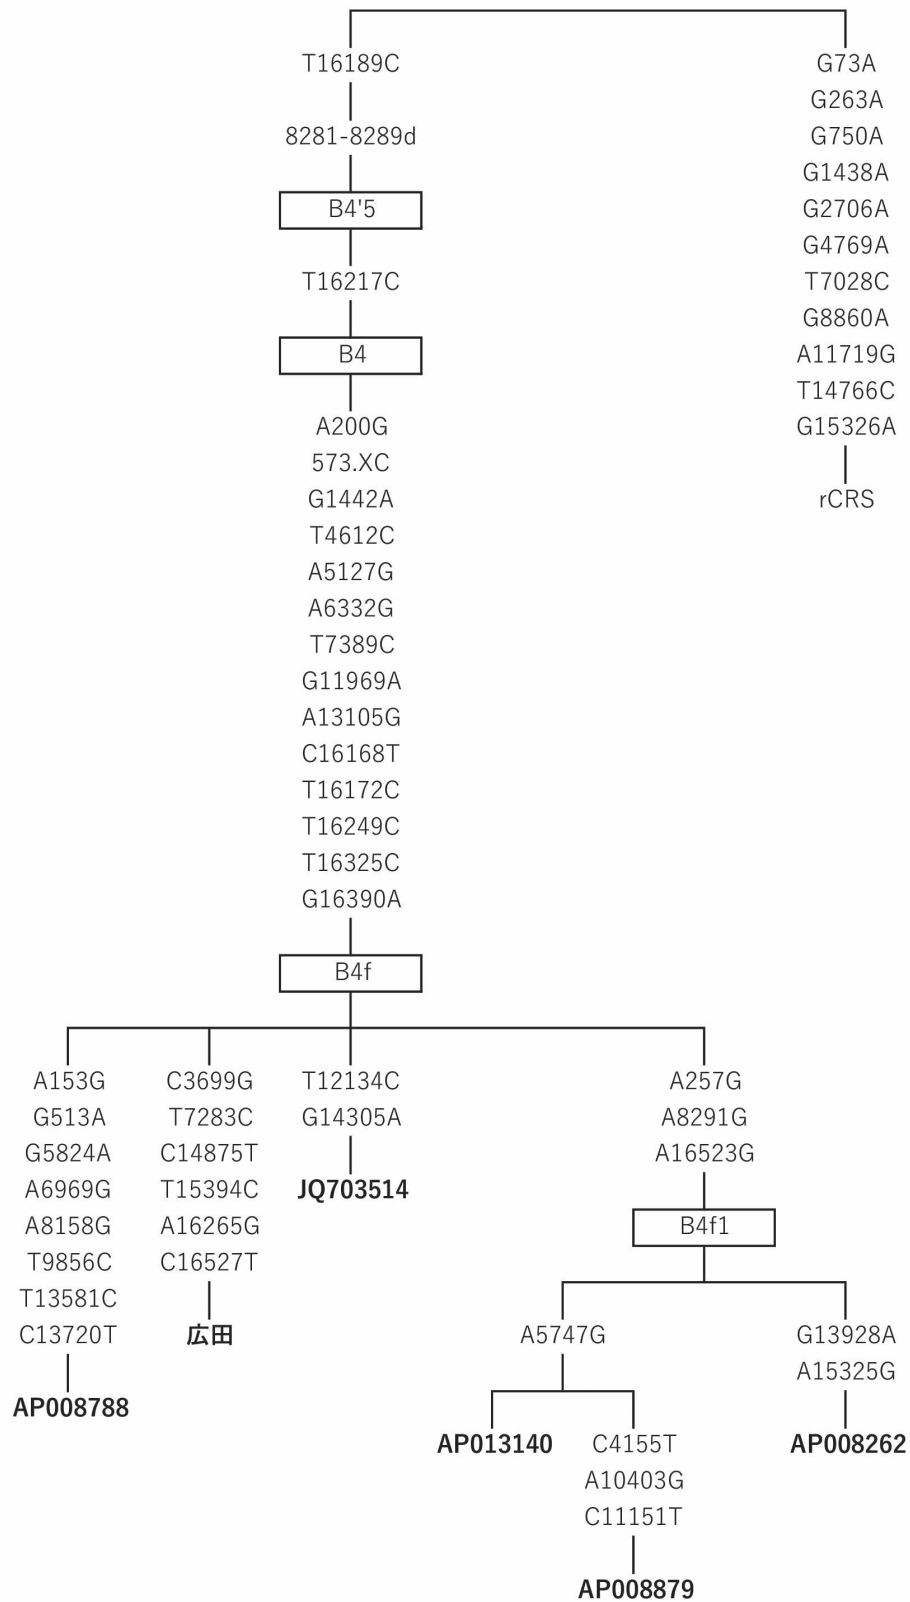 T16189C
8281-8289d
B4'5
T16217C
B4
A200G
573.XC
G1442A
T4612C
A5127G
A6332G
T7389C
G11969A
A13105G
C16168T
T16172C
T16249C
T16325C
G16390A
B4f
G73A
G263A
G750A
G1438A
G2706A
G4769A
T7028C
G8860A
A11719G
T14766C
G15326A
rCRS
A153G
G513A
G5824A
A6969G
A8158G
T9856C
T13581C
C13720T
AP008788
C3699G
T7283C
C14875T
T15394C
A16265G
C16527T
広田
T12134C
G14305A
JQ703514
A257G
A8291G
A16523G
B4f1
A5747G
AP013140
C4155T
A10403G
C11151T
AP008879
G13928A
A15325G
AP008262